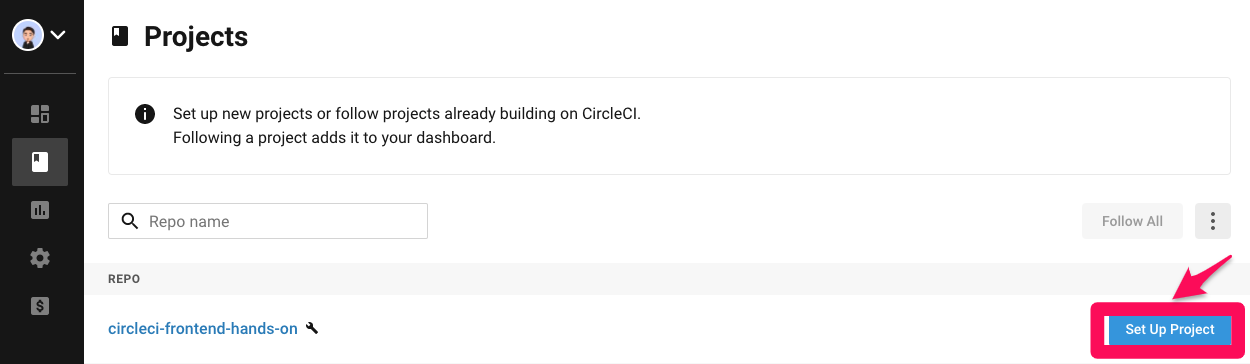 Projects
Set up new projects or follow projects already building on CircleCI.
Following a project adds it to your dashboard.
Repo name
Follow All
REPO
circleci-frontend-hands-on
Set Up Project